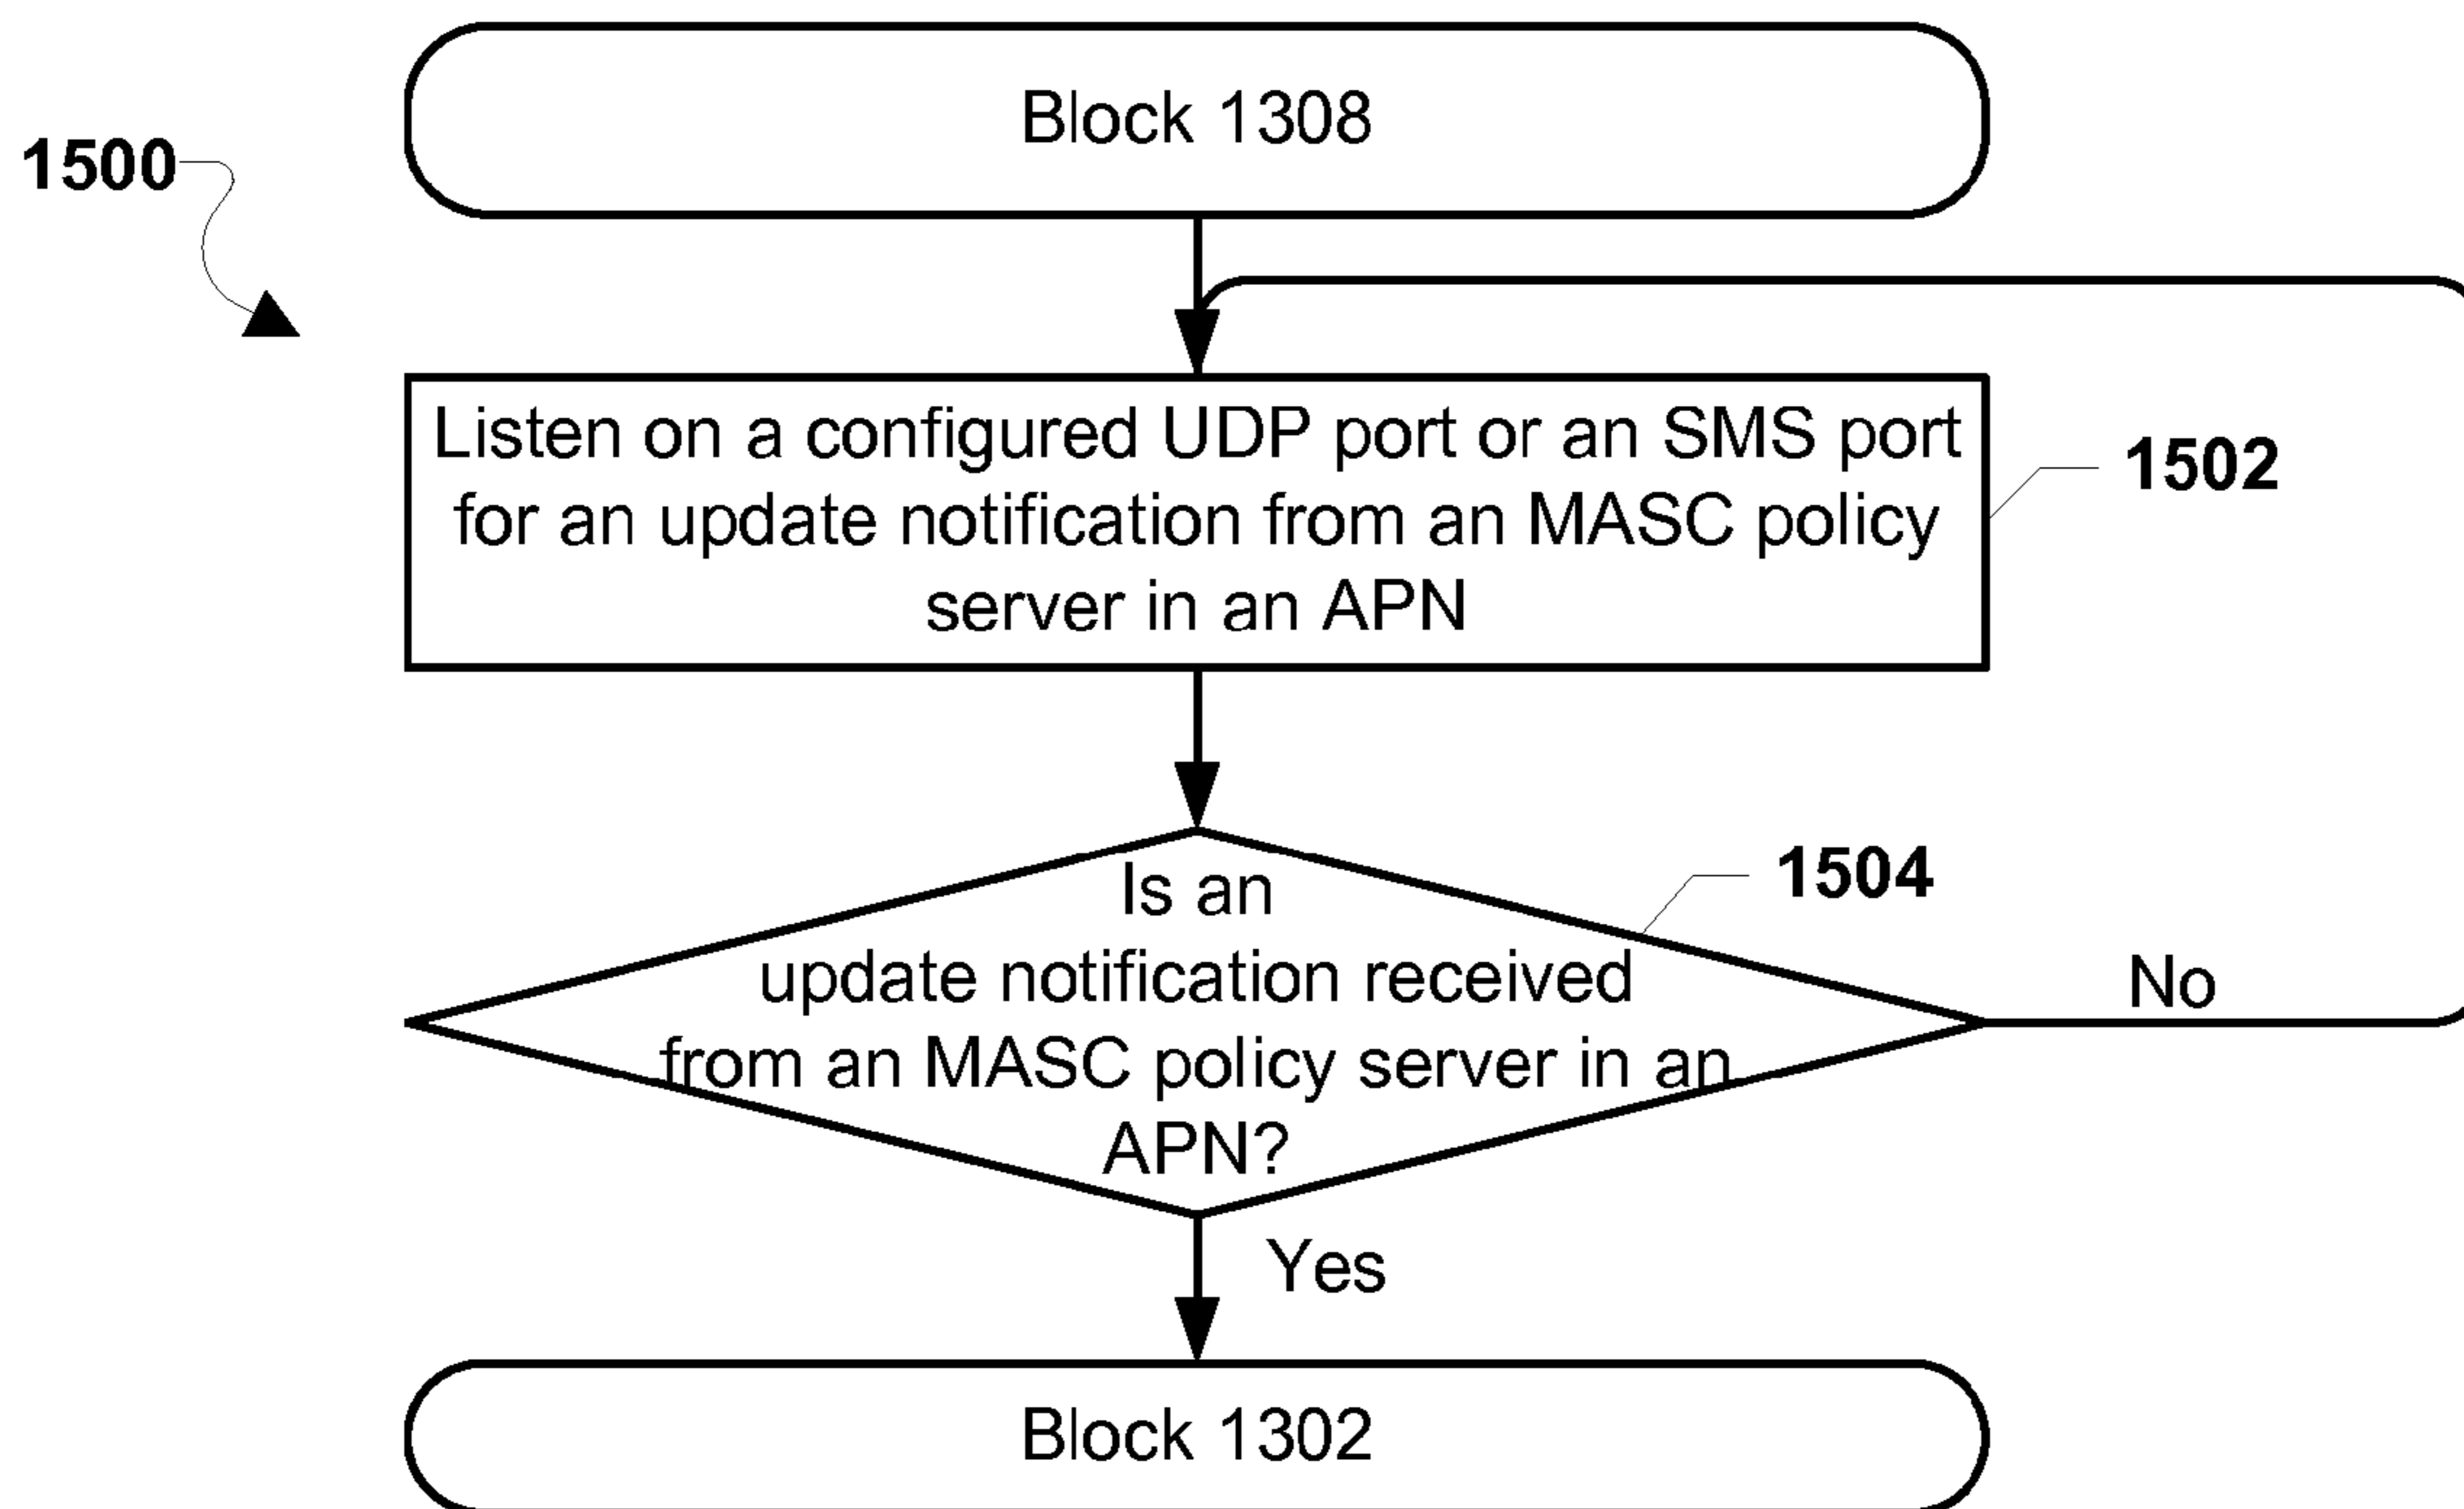 Block 1308
1500
Listen on a configured UDP port or an SMS port
for an update notification from an MASC policy
server in an APN
1502
Is an
update notification received
from an MASC policy server in an
APN?
1504
No
Yes
Block 1302